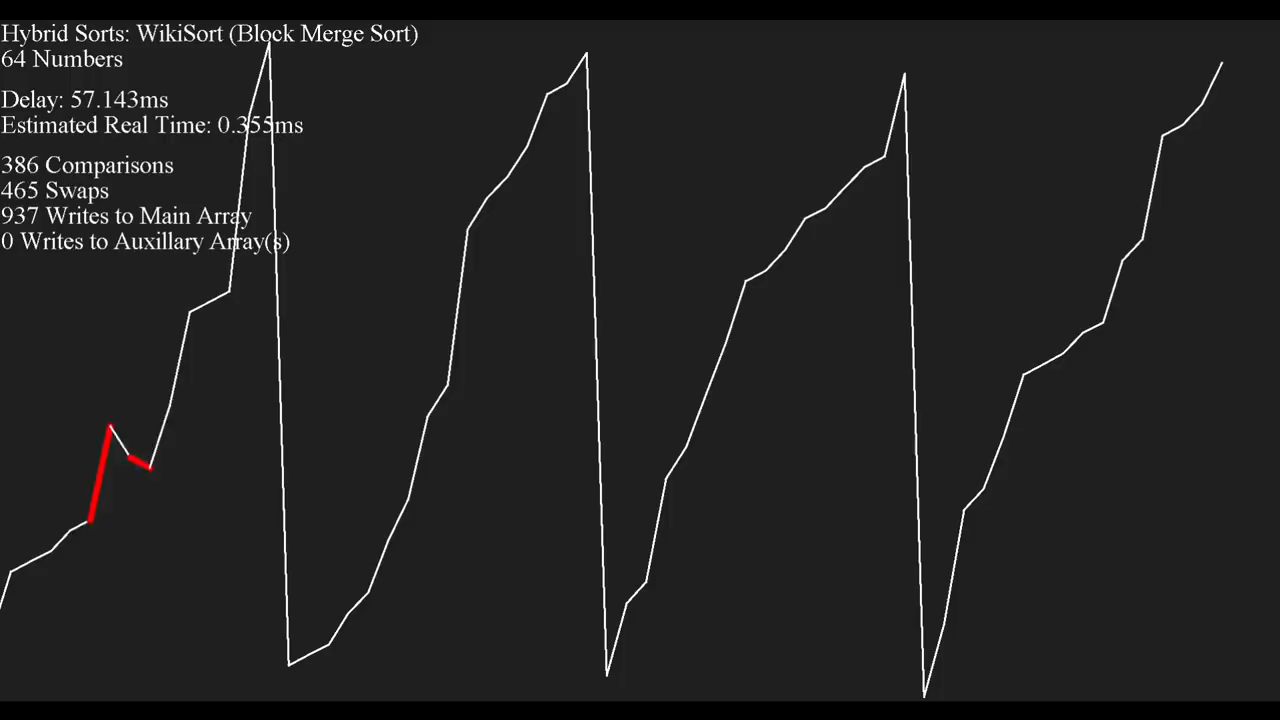 Hybrid Sorts: WikiSort (Block Merge Sort)
64 Numbers
Delay: 57.143ms
Estimated Real Time: 0.355ms
386 Comparisons
465 Swaps
937 Writes to Main Array
0 Writes to Auxillary Array(s)